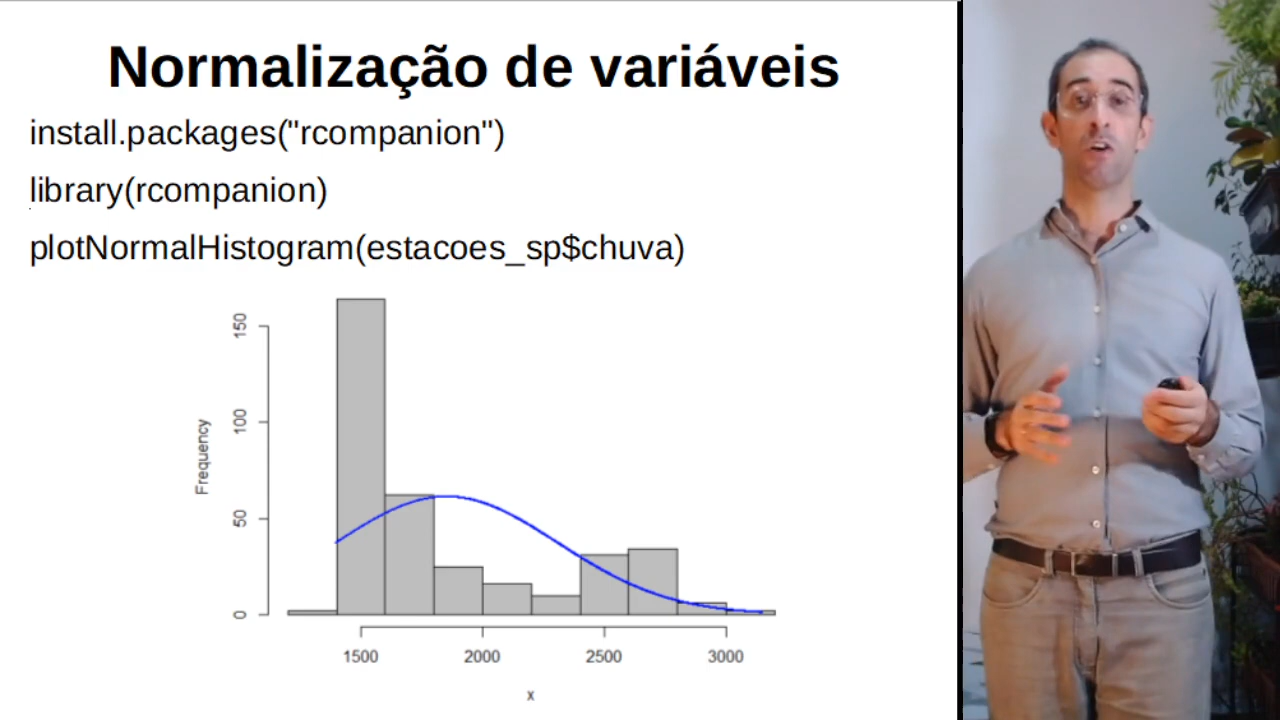 Normalização de variáveis
install.packages("rcompanion")
library(rcompanion)
plotNormalHistogram(estacoes_sp$chuva)
150
100
50
0
Frequency
1500 2000 2500 3000
x